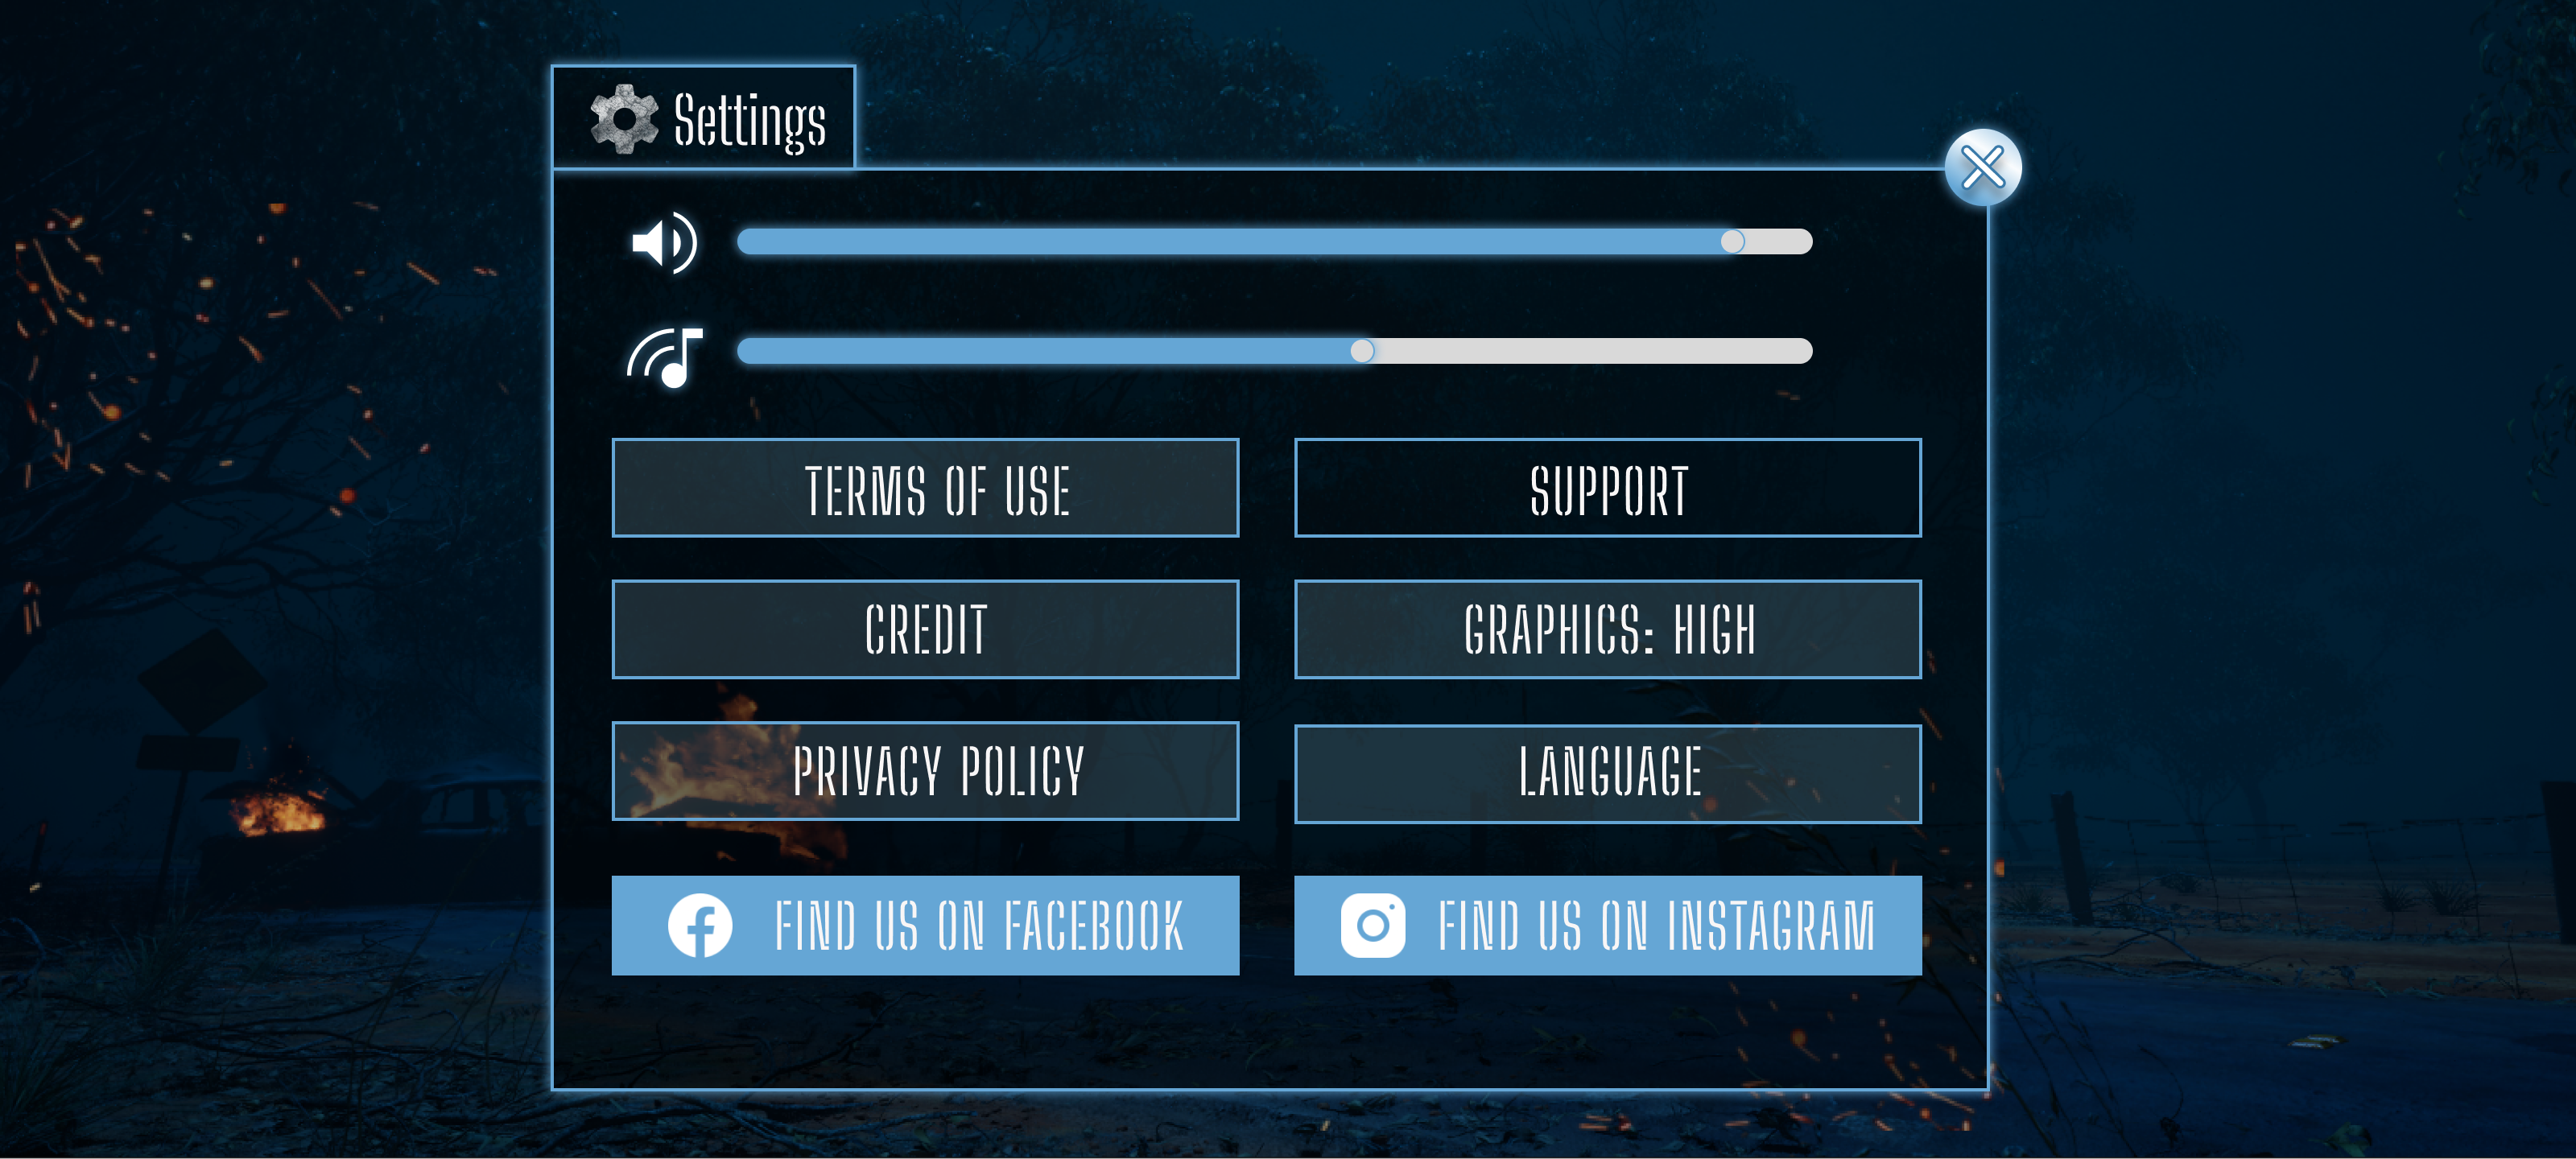 Settings
TERMS OF USE
SUPPORT
CREDIT
GRAPHICS: HIGH
PRIVACY POLICY
LANGUAGE
FIND US ON FACEBOOK
FIND US ON INSTAGRAM